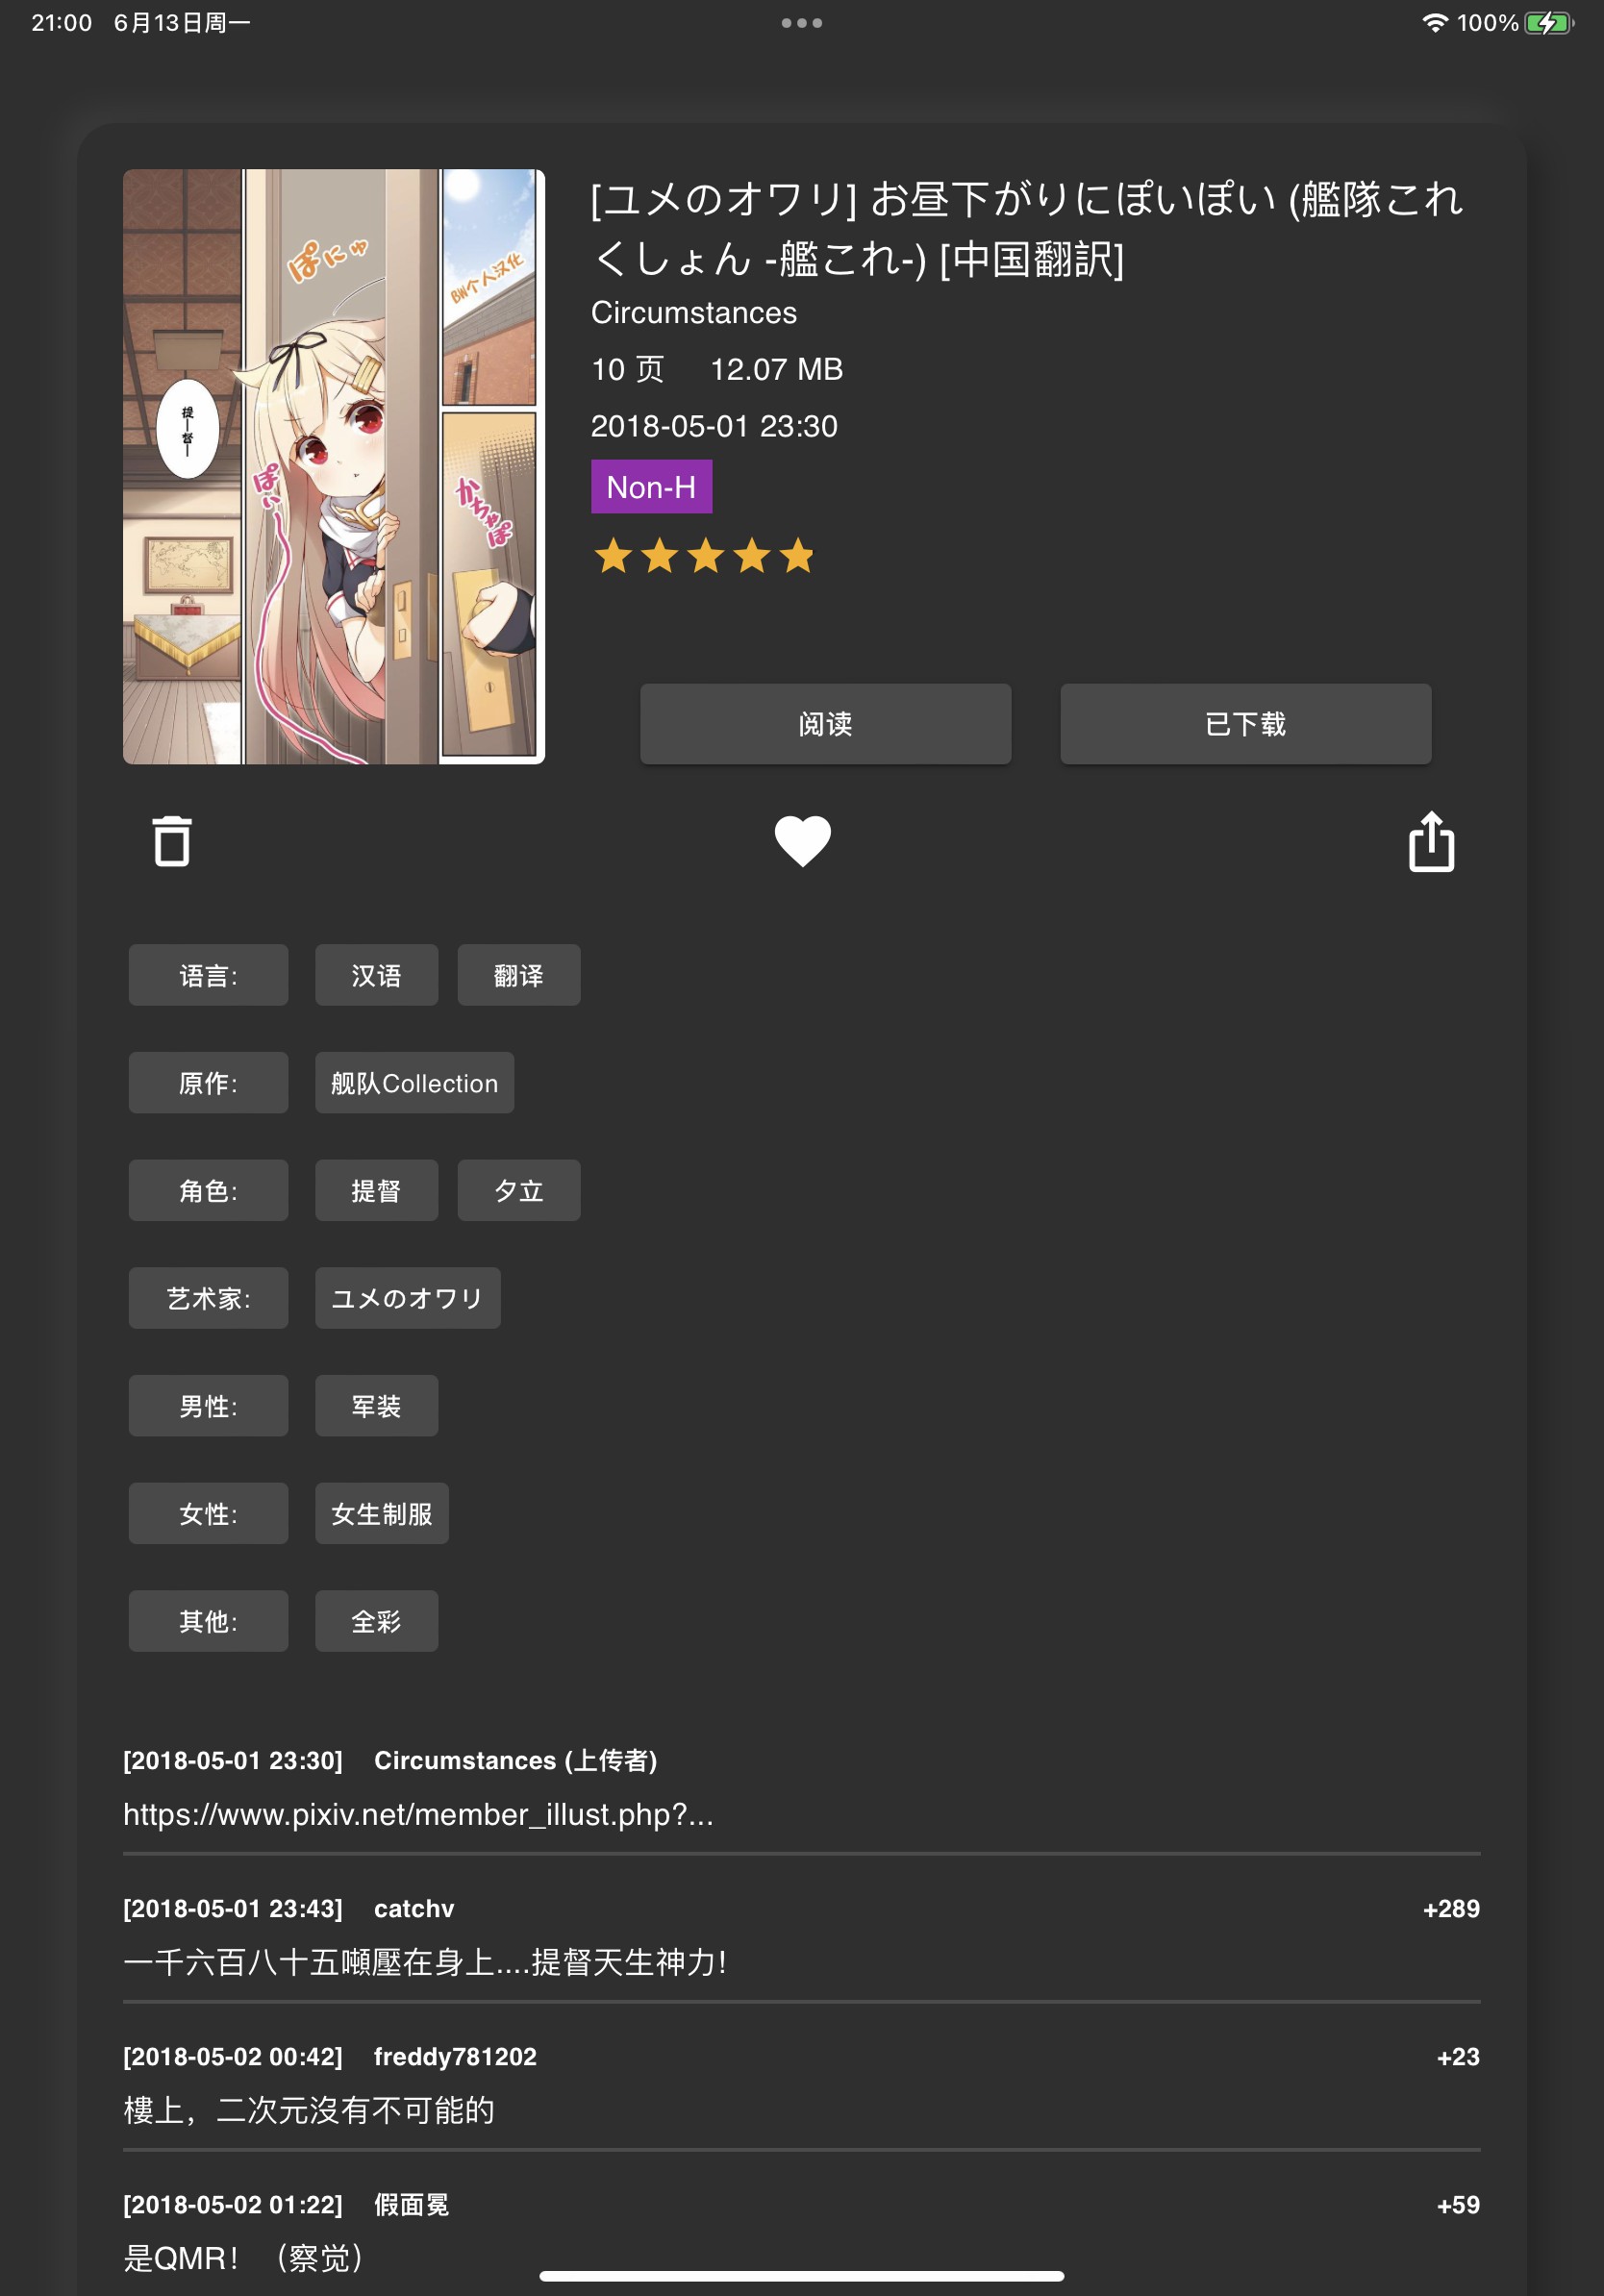 21:00 6月13日周一
100%
[ユメのオワリ] お昼下がりにぽいぽい (艦隊これ
くしょん -艦これ-) [中国翻訳]
Circumstances
10 页 12.07 MB
2018-05-01 23:30
Non-H
ぽにゅ
BW个人汉化
提—督—
ぽい
かちゃぽ
阅读
已下载
语言: 汉语 翻译
原作: 舰队Collection
角色: 提督 夕立
艺术家: ユメのオワリ
男性: 军装
女性: 女生制服
其他: 全彩
[2018-05-01 23:30] Circumstances (上传者)
https://www.pixiv.net/member_illust.php?...
[2018-05-01 23:43] catchv +289
一千六百八十五噸壓在身上....提督天生神力!
[2018-05-02 00:42] freddy781202 +23
樓上，二次元沒有不可能的
[2018-05-02 01:22] 假面冕 +59
是QMR！（察觉）